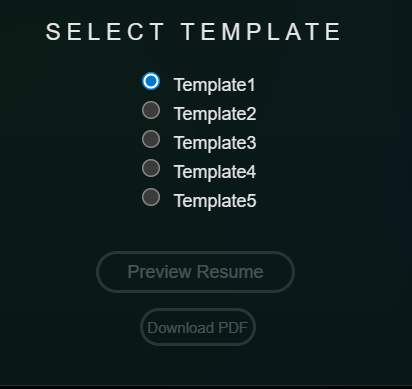 SELECT TEMPLATE
Template1
Template2
Template3
Template4
Template5
Preview Resume
Download PDF